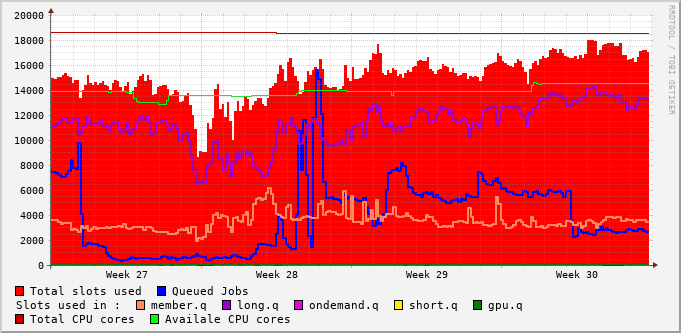 RRDTOOL / TOBI OETIKER
20000
18000
16000
14000
12000
10000
8000
6000
4000
2000
0
Week 27 Week 28 Week 29 Week 30
Total slots used Queued Jobs
Slots used in : member.q long.q ondemand.q short.q gpu.q
Total CPU cores Availale CPU cores